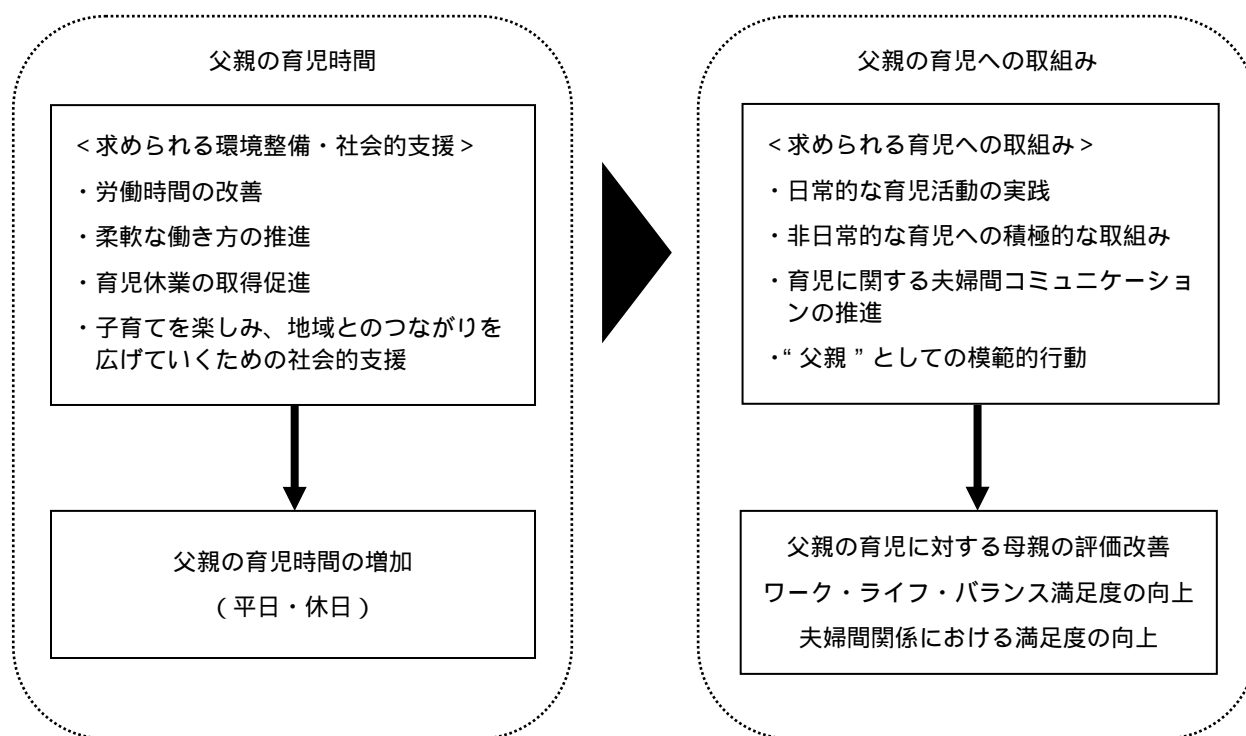 父親の育児時間
<求められる環境整備・社会的支援>
・労働時間の改善
・柔軟な働き方の推進
・育児休業の取得促進
・子育てを楽しみ、地域とのつながりを
広げていくための社会的支援
父親の育児時間の増加
(平日・休日)
父親の育児への取組み
<求められる育児への取組み>
・日常的な育児活動の実践
・非日常的な育児への積極的な取組み
・育児に関する夫婦間コミュニケーショ
ンの推進
・“父親”としての模範的行動
父親の育児に対する母親の評価改善
ワーク・ライフ・バランス満足度の向上
夫婦間関係における満足度の向上